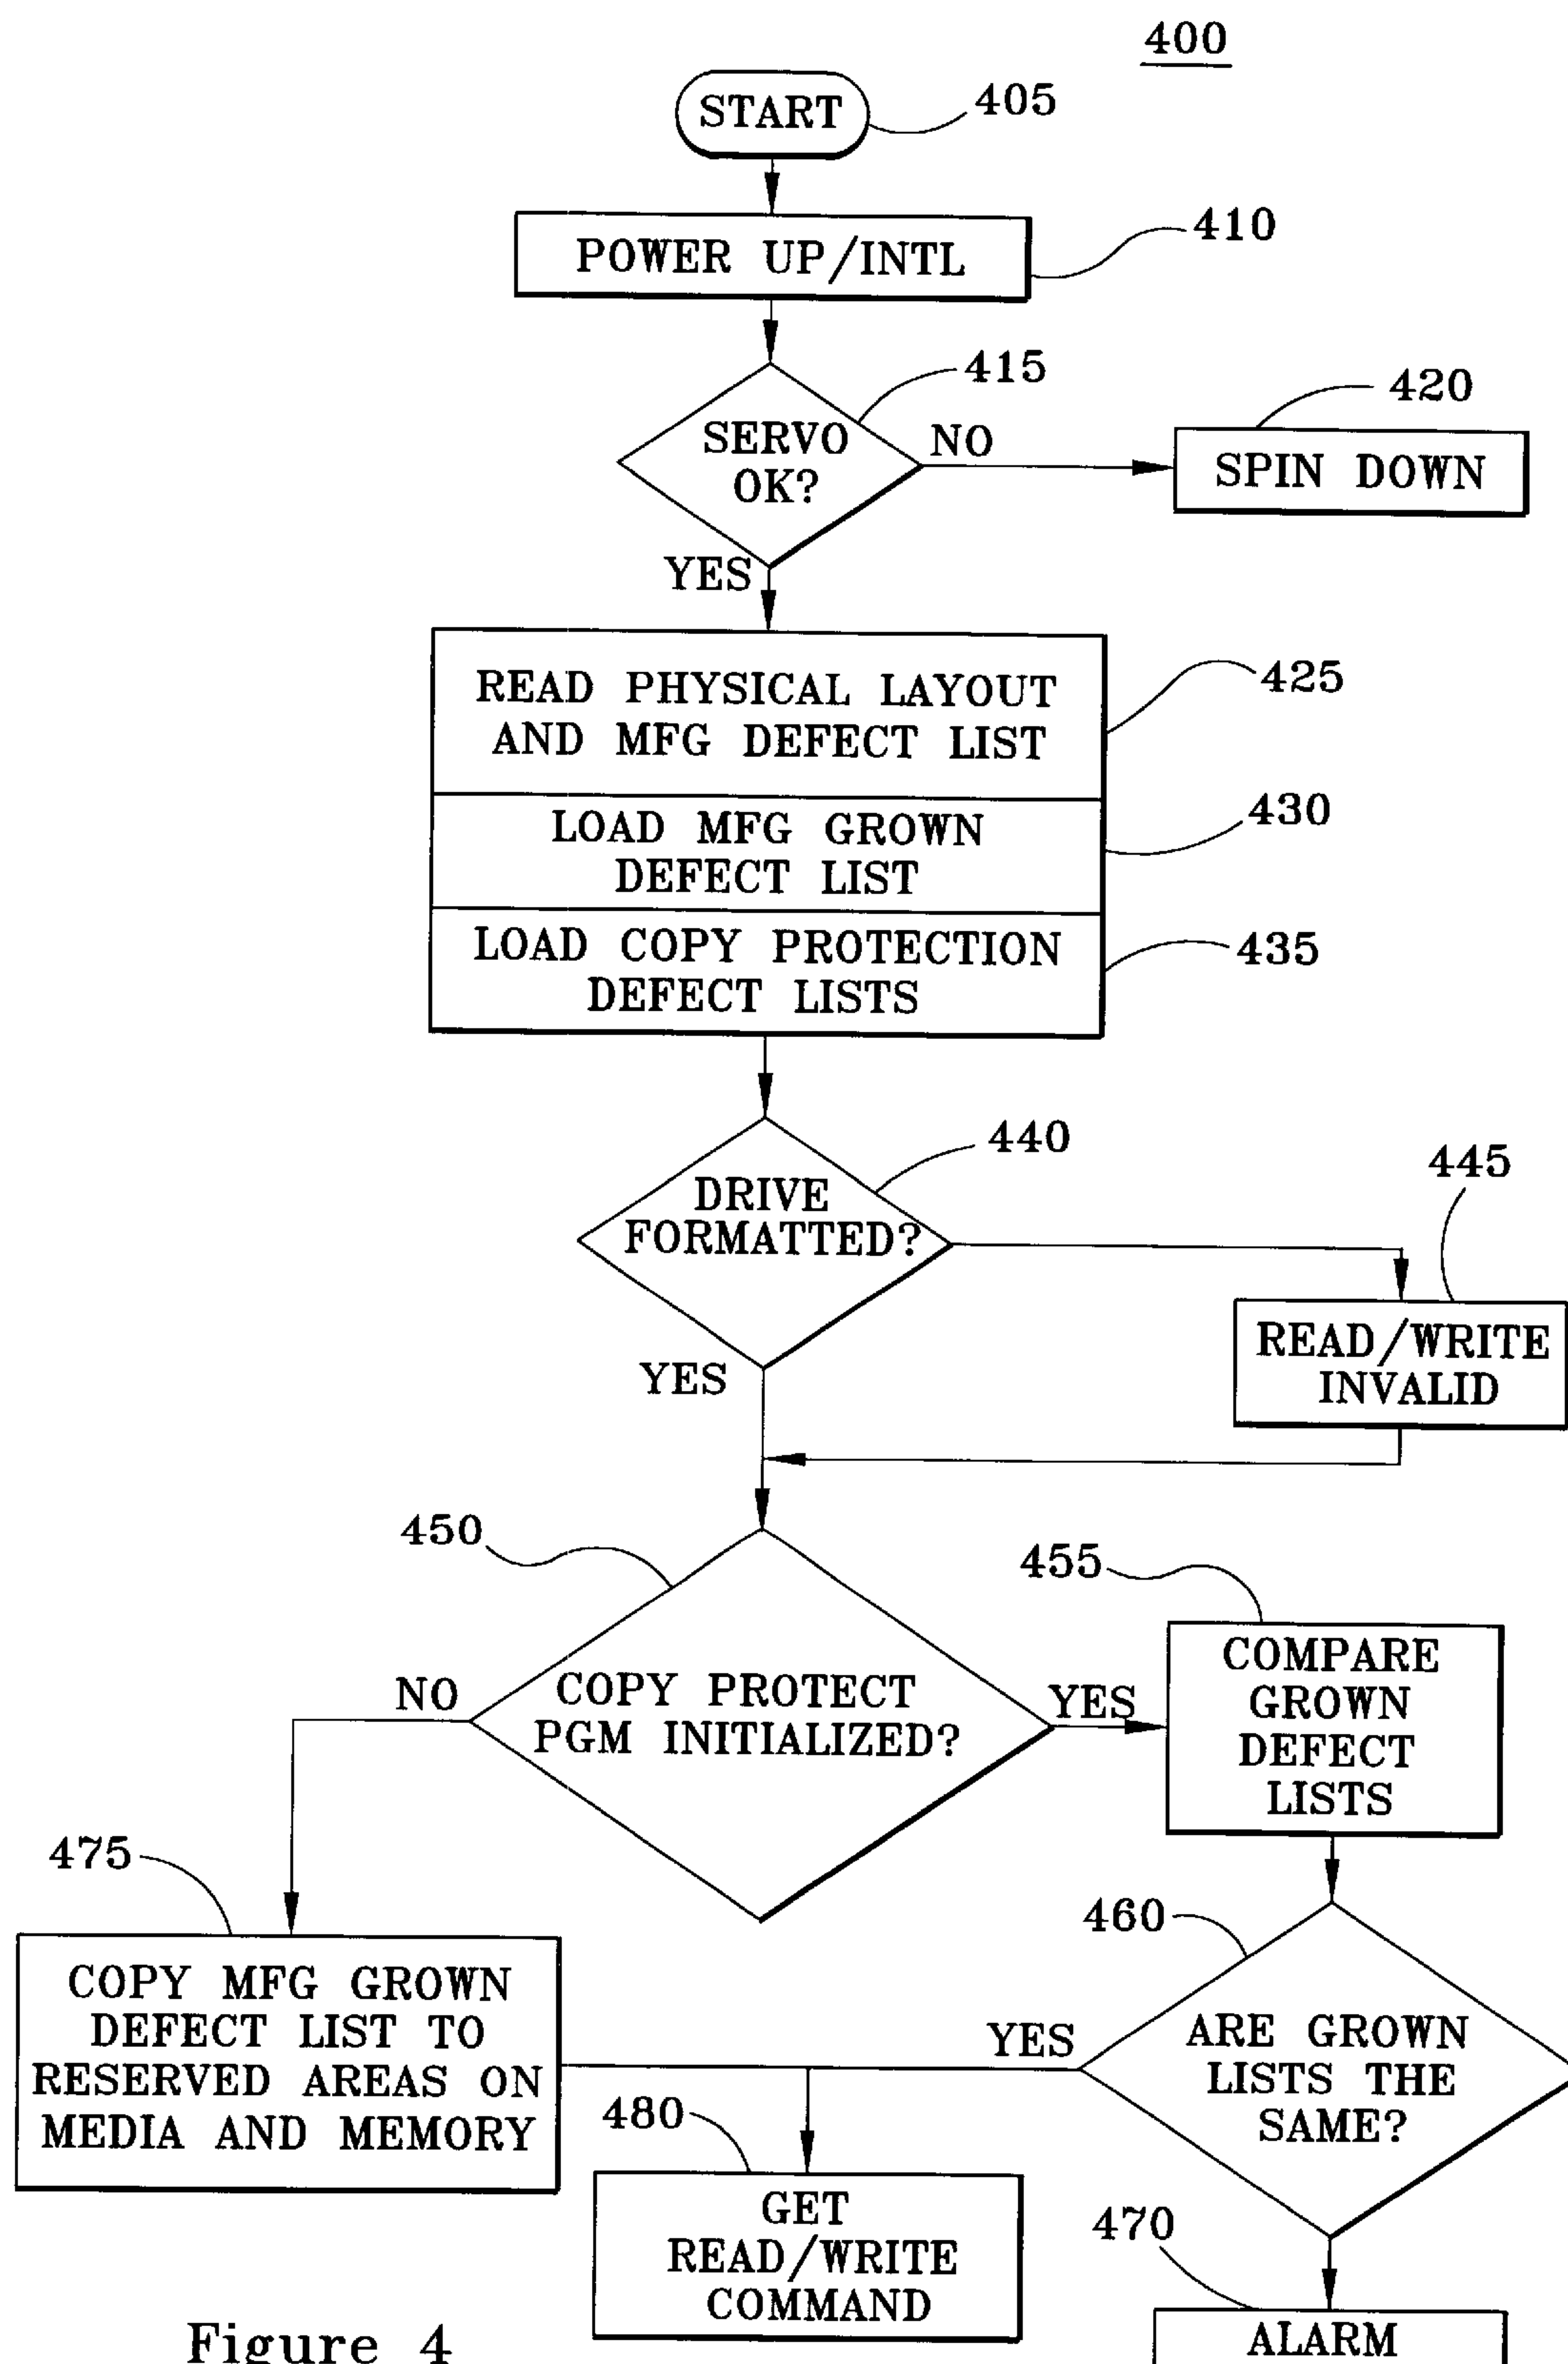 400
START
405
POWER UP/INTL
410
415
SERVO
OK?
NO
420
SPIN DOWN
YES
READ PHYSICAL LAYOUT
AND MFG DEFECT LIST
425
LOAD MFG GROWN
DEFECT LIST
430
LOAD COPY PROTECTION
DEFECT LISTS
435
440
DRIVE
FORMATTED?
445
READ/WRITE
INVALID
YES
450
COPY PROTECT
PGM INITIALIZED?
NO
YES
455
COMPARE
GROWN
DEFECT
LISTS
475
COPY MFG GROWN
DEFECT LIST TO
RESERVED AREAS ON
MEDIA AND MEMORY
460
ARE GROWN
LISTS THE
SAME?
YES
480
GET
READ/WRITE
COMMAND
470
ALARM
Figure 4